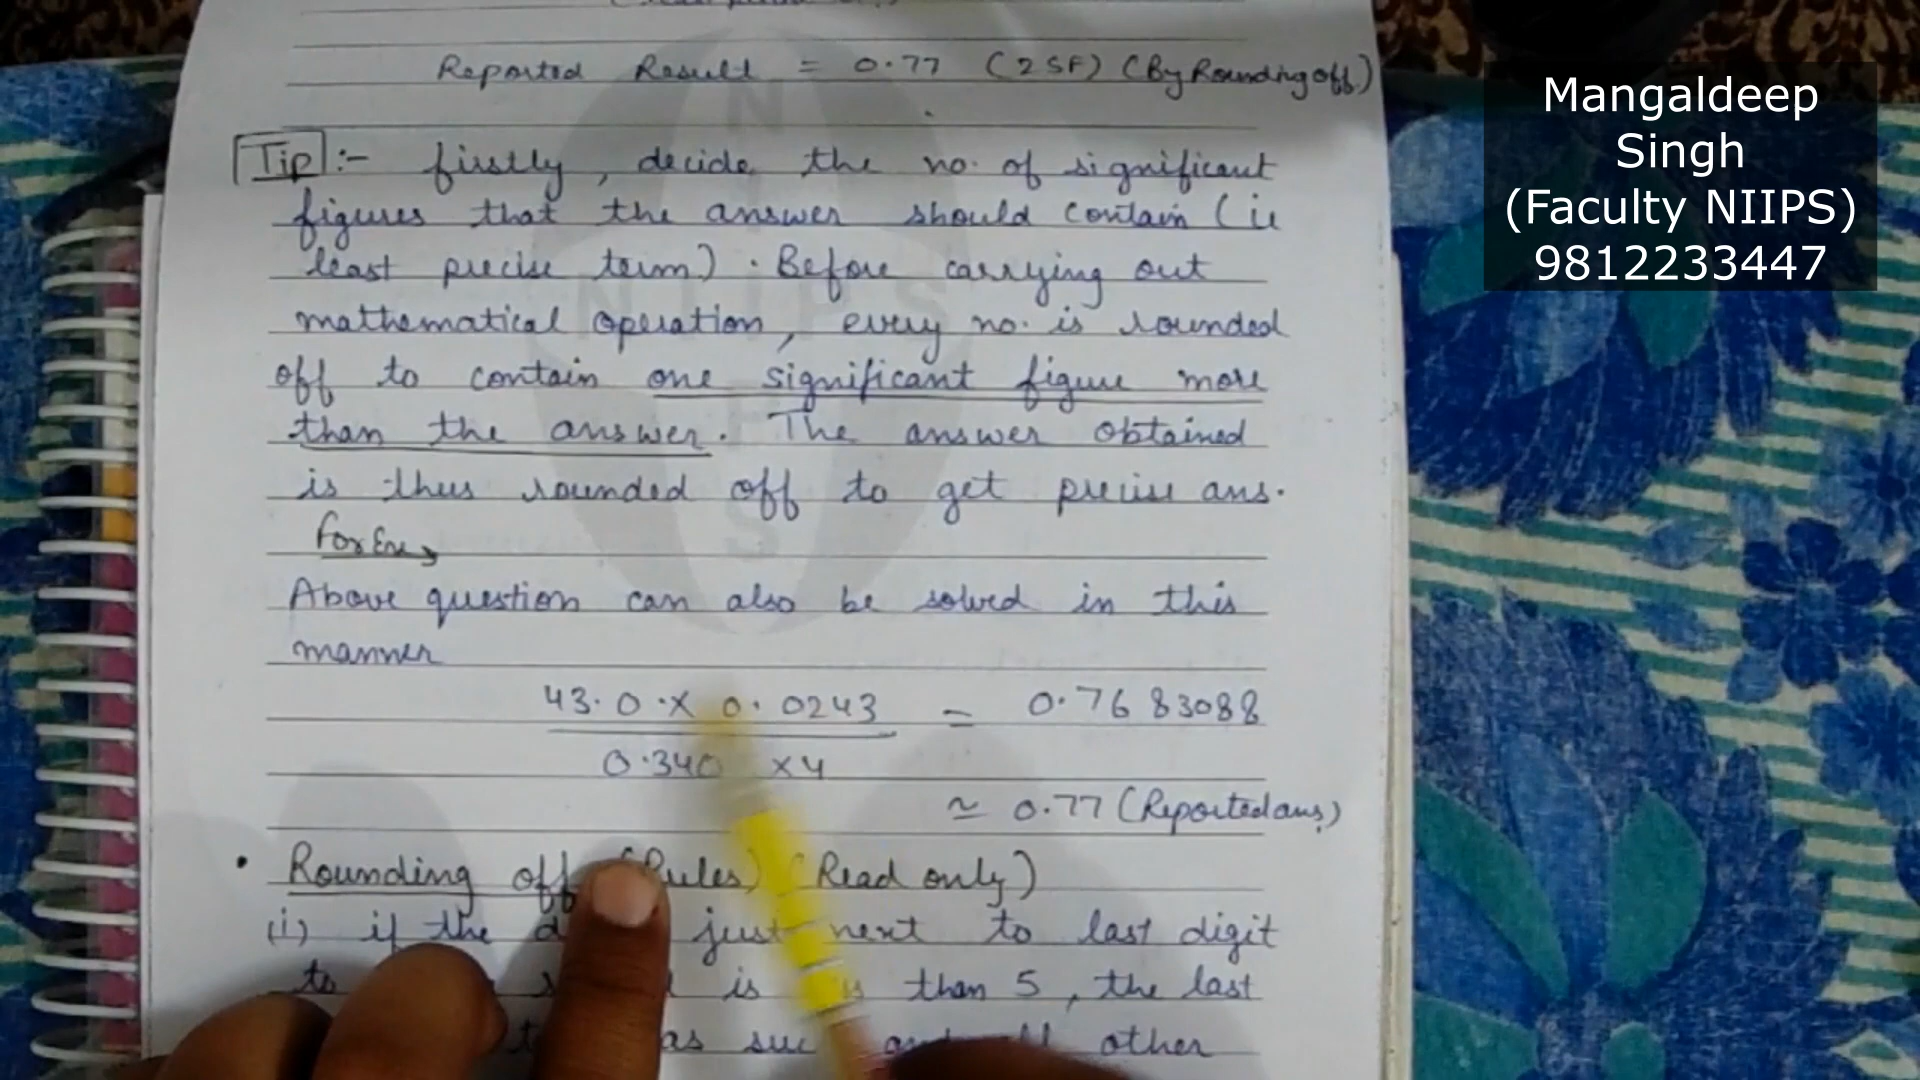 Reported Result = 0.77 (2 SF) (By Rounding off)
Tip :- firstly, decide the no. of significant
figures that the answer should contain (ie
least precise term). Before carrying out
mathematical operation, every no. is rounded
off to contain one significant figure more
than the answer. The answer obtained
is thus rounded off to get precise ans.
For Ex →
Above question can also be solved in this
manner
43.0 × 0.0243 = 0.7683088
0.340 × 4
≃ 0.77 (Reported ans.)
• Rounding off (Rules) (Read only)
(i) if the just next to last digit
to is than 5, the last
as other
Mangaldeep
Singh
(Faculty NIIPS)
9812233447
NIIPS